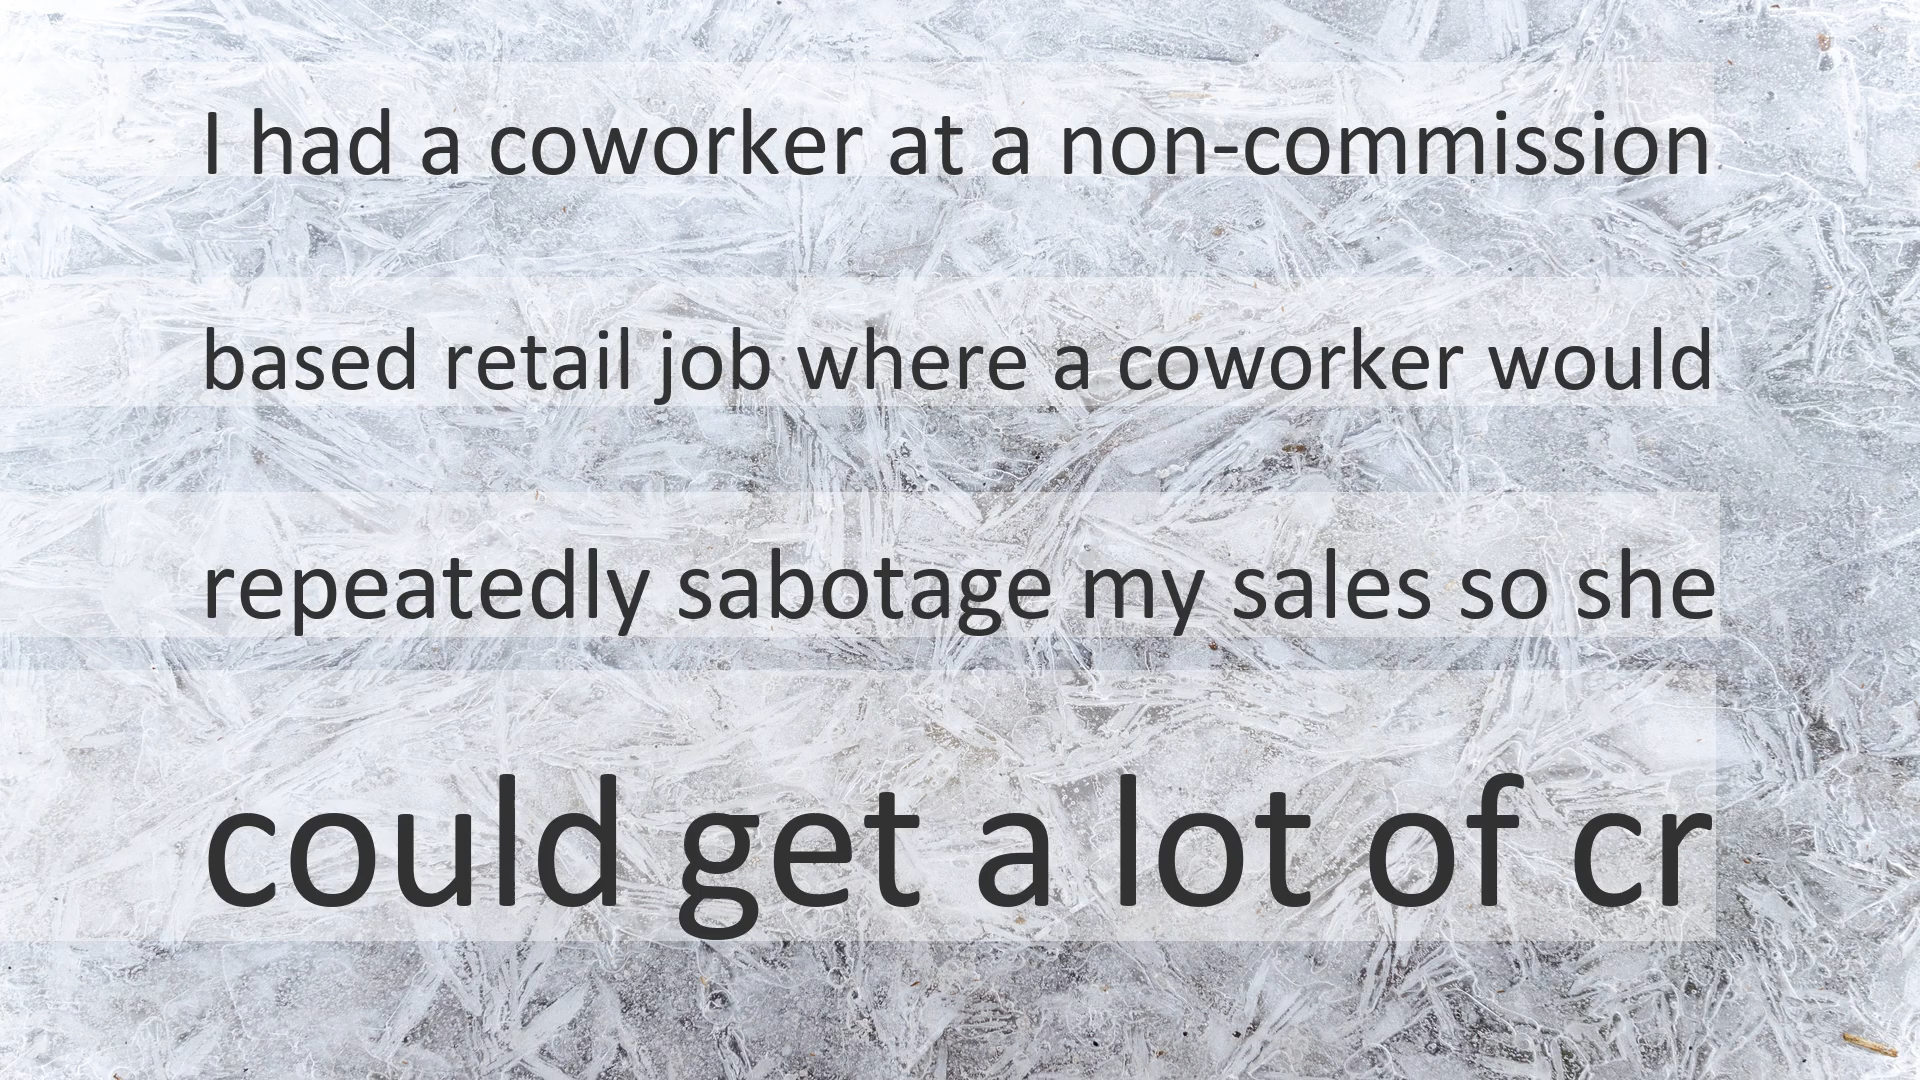 I had a coworker at a non-commission
based retail job where a coworker would
repeatedly sabotage my sales so she
could get a lot of cr